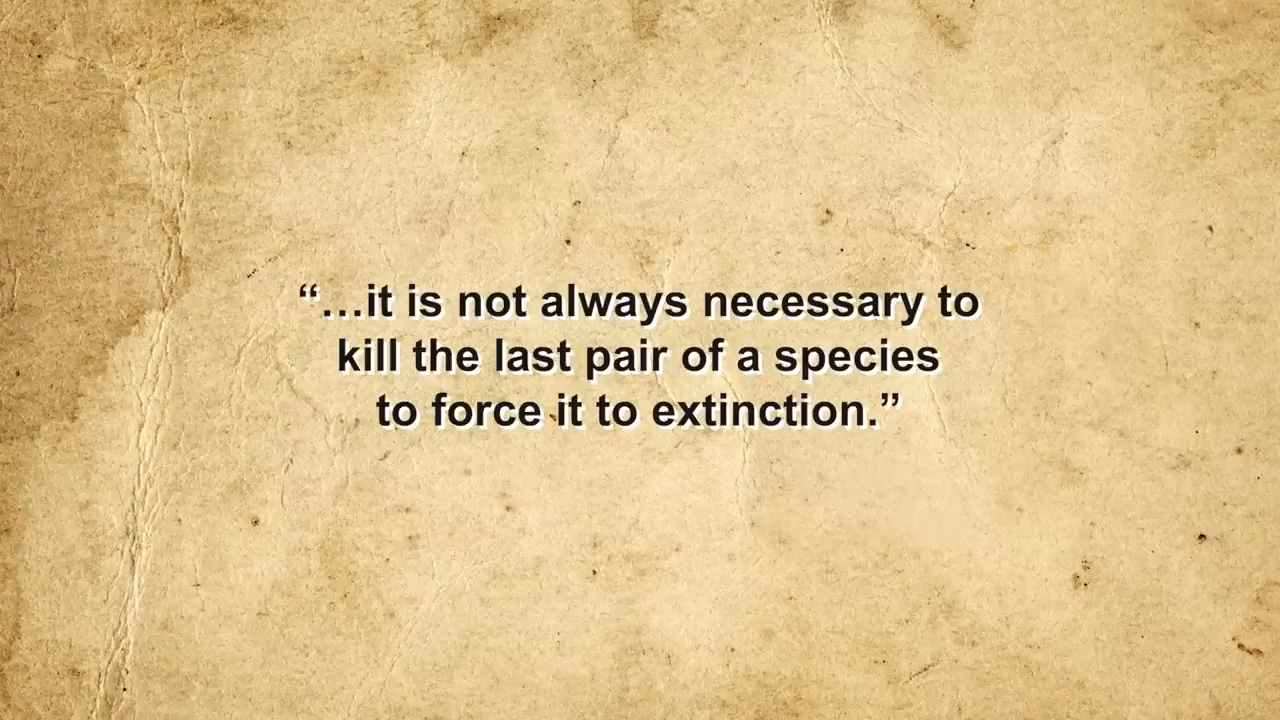 “…it is not always necessary to
kill the last pair of a species
to force it to extinction.”